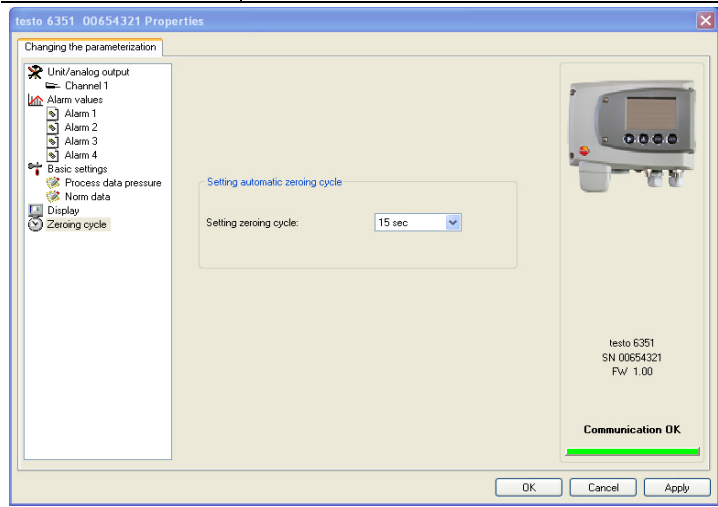 testo 6351 00654321 Properties
Changing the parameterization
Unit/analog output
Channel 1
Alarm values
Alarm 1
Alarm 2
Alarm 3
Alarm 4
Basic settings
Process data pressure
Norm data
Display
Zeroing cycle
Setting automatic zeroing cycle
Setting zeroing cycle:
15 sec
testo 6351
SN 00654321
FW 1.00
Communication OK
OK
Cancel
Apply